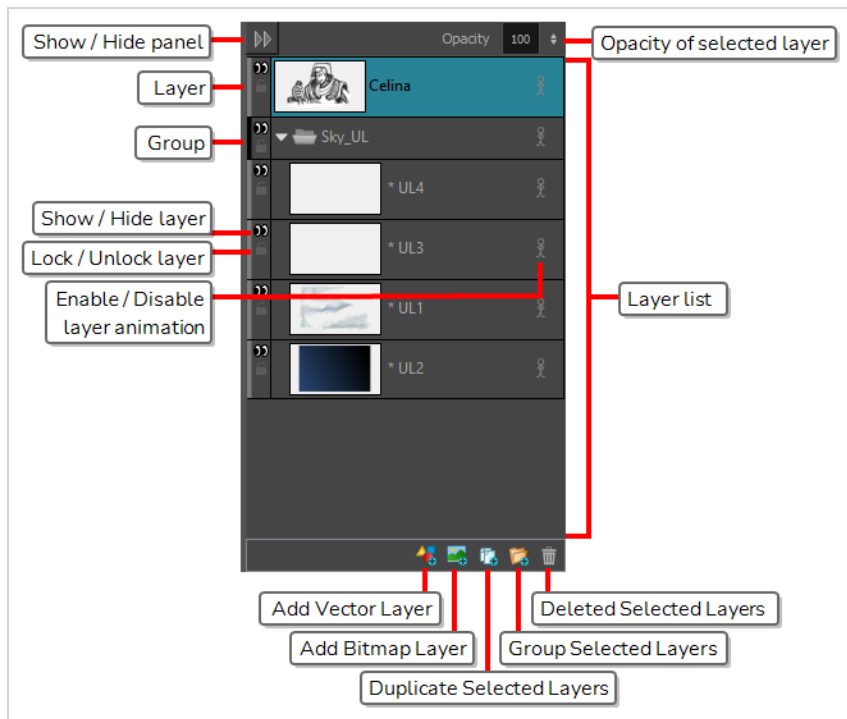 Show / Hide panel
Opacity 100
Opacity of selected layer
Layer
Celina
Group
Sky_UL
* UL4
Show / Hide layer
Lock / Unlock layer
* UL3
Enable / Disable
layer animation
Layer list
* UL1
* UL2
Add Vector Layer
Deleted Selected Layers
Add Bitmap Layer
Group Selected Layers
Duplicate Selected Layers